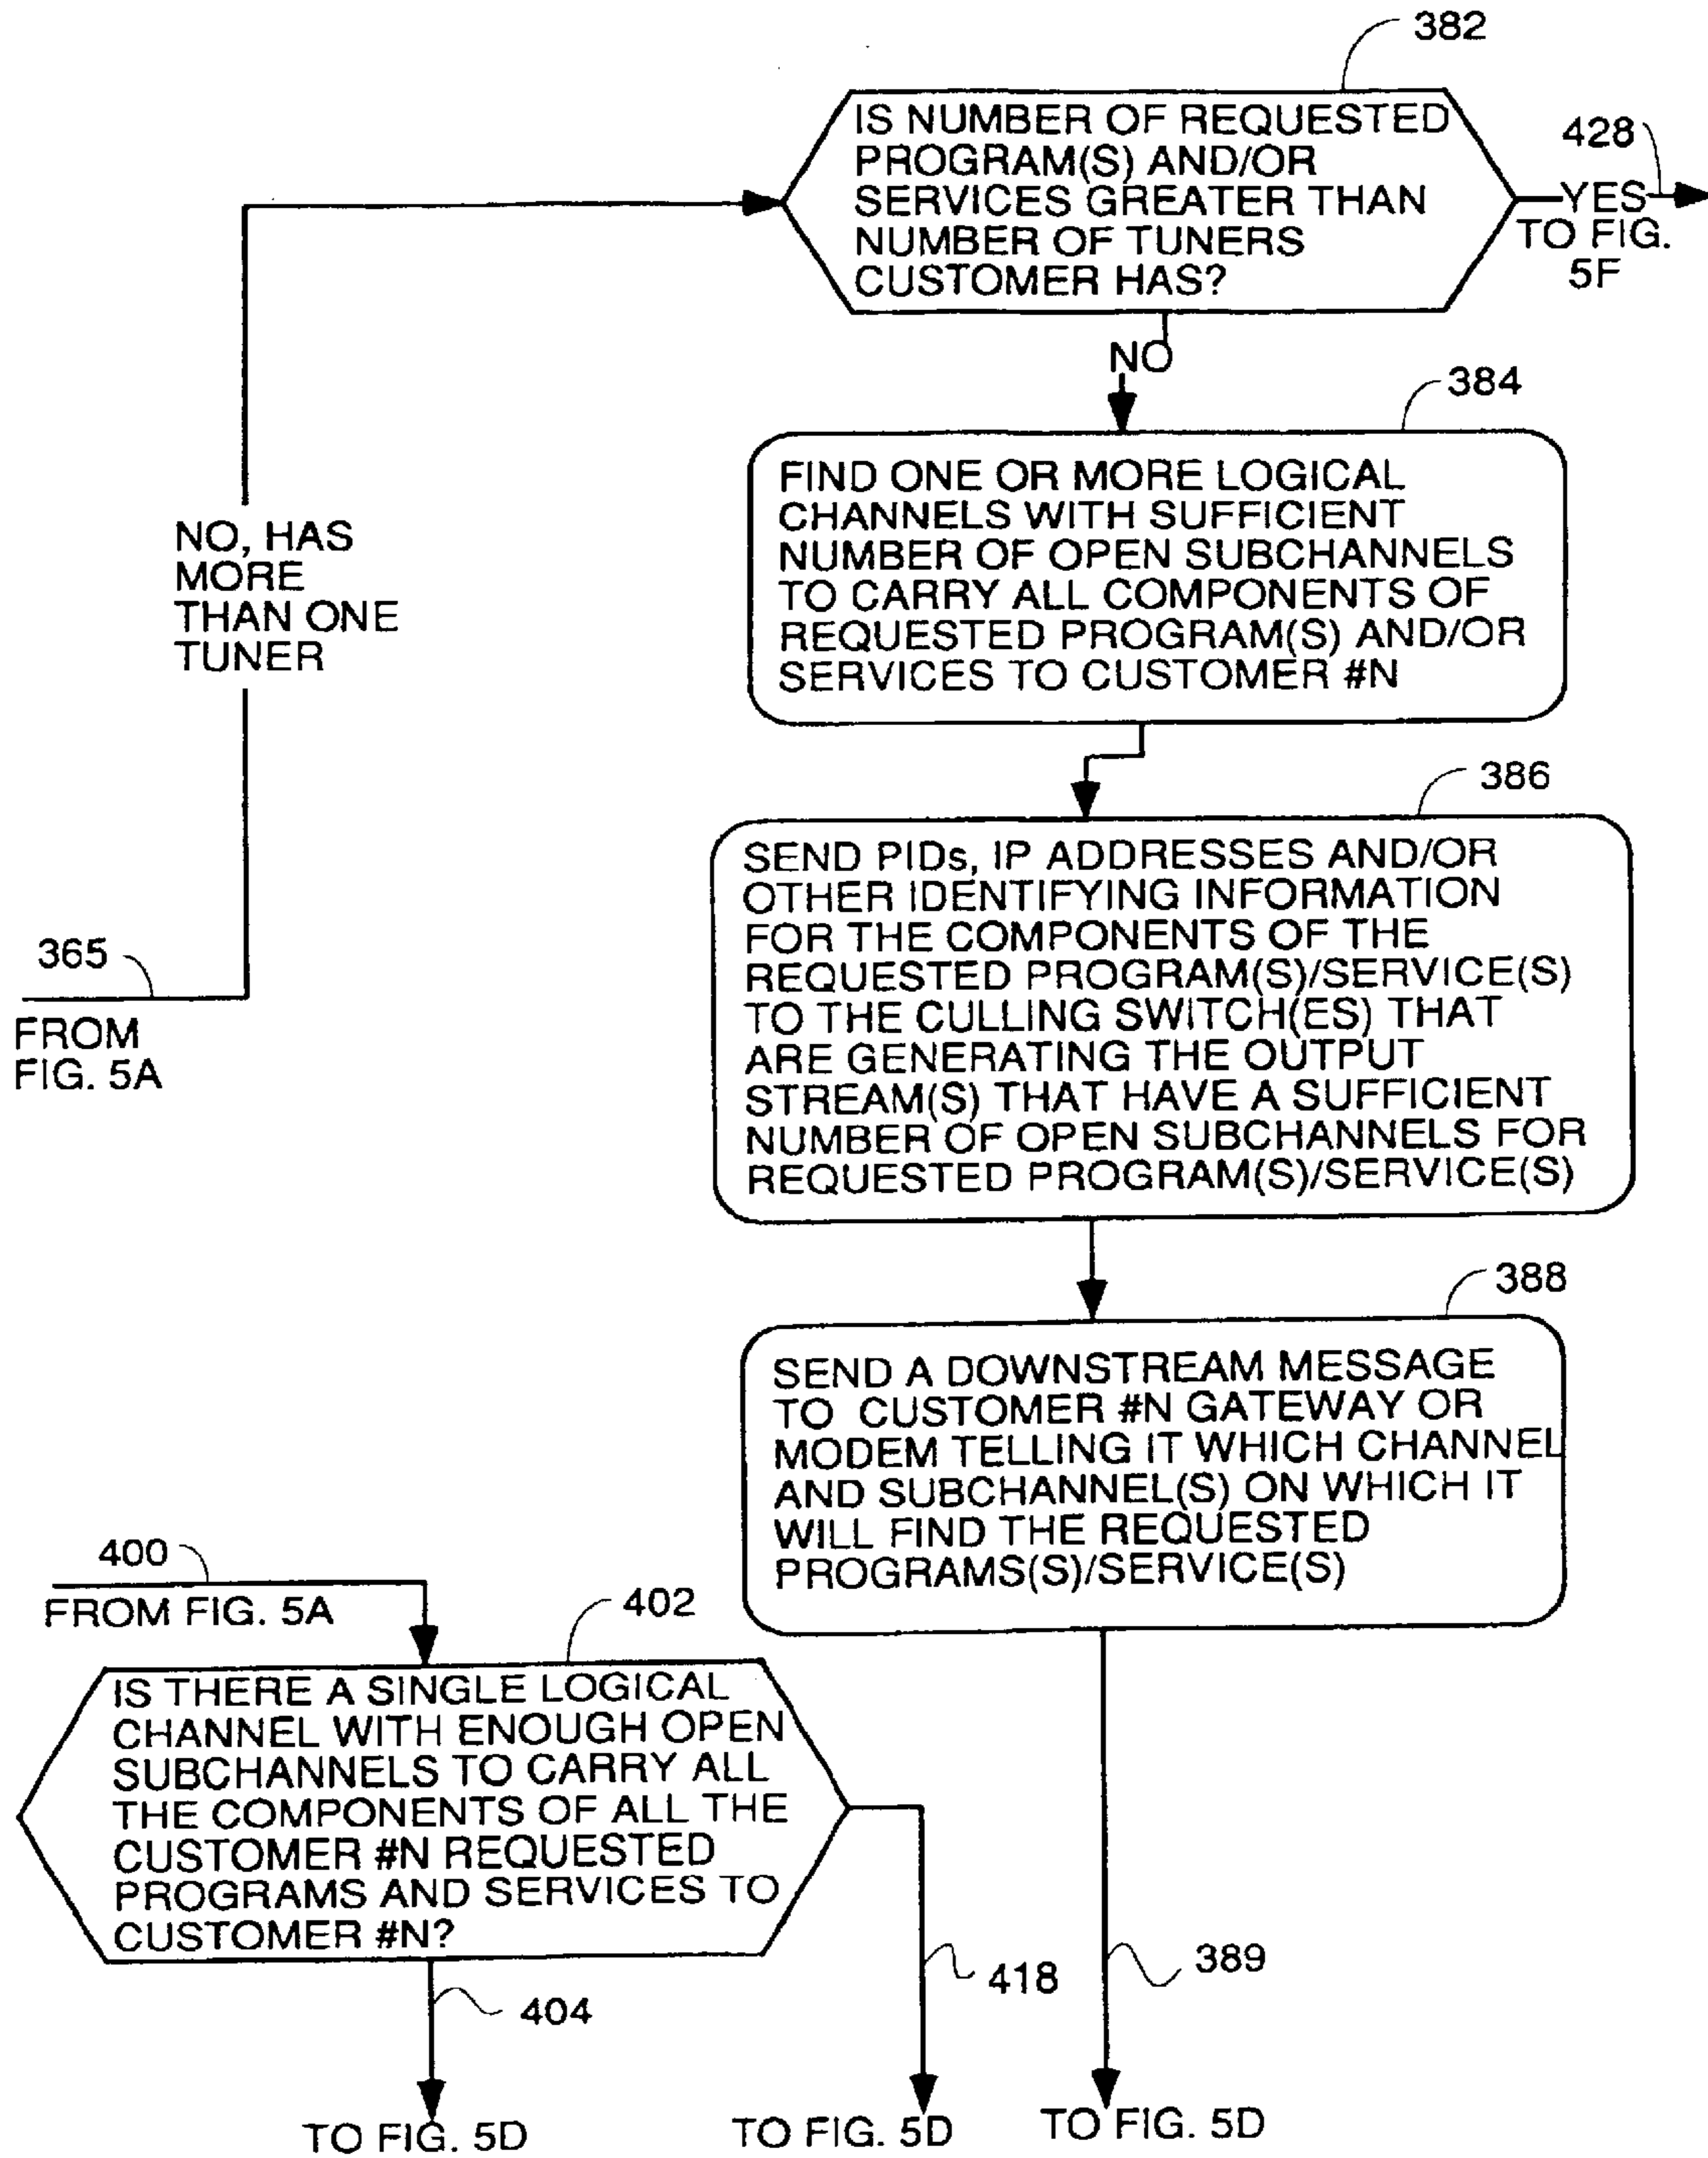 382
IS NUMBER OF REQUESTED
PROGRAM(S) AND/OR
SERVICES GREATER THAN
NUMBER OF TUNERS
CUSTOMER HAS?
428
YES
TO FIG.
5F
NO
384
FIND ONE OR MORE LOGICAL
CHANNELS WITH SUFFICIENT
NUMBER OF OPEN SUBCHANNELS
TO CARRY ALL COMPONENTS OF
REQUESTED PROGRAM(S) AND/OR
SERVICES TO CUSTOMER #N
NO, HAS
MORE
THAN ONE
TUNER
386
SEND PIDs, IP ADDRESSES AND/OR
OTHER IDENTIFYING INFORMATION
FOR THE COMPONENTS OF THE
REQUESTED PROGRAM(S)/SERVICE(S)
TO THE CULLING SWITCH(ES) THAT
ARE GENERATING THE OUTPUT
STREAM(S) THAT HAVE A SUFFICIENT
NUMBER OF OPEN SUBCHANNELS FOR
REQUESTED PROGRAM(S)/SERVICE(S)
365
FROM
FIG. 5A
388
SEND A DOWNSTREAM MESSAGE
TO CUSTOMER #N GATEWAY OR
MODEM TELLING IT WHICH CHANNEL
AND SUBCHANNEL(S) ON WHICH IT
WILL FIND THE REQUESTED
PROGRAMS(S)/SERVICE(S)
400
FROM FIG. 5A
402
IS THERE A SINGLE LOGICAL
CHANNEL WITH ENOUGH OPEN
SUBCHANNELS TO CARRY ALL
THE COMPONENTS OF ALL THE
CUSTOMER #N REQUESTED
PROGRAMS AND SERVICES TO
CUSTOMER #N?
404
418
389
TO FIG. 5D
TO FIG. 5D
TO FIG. 5D